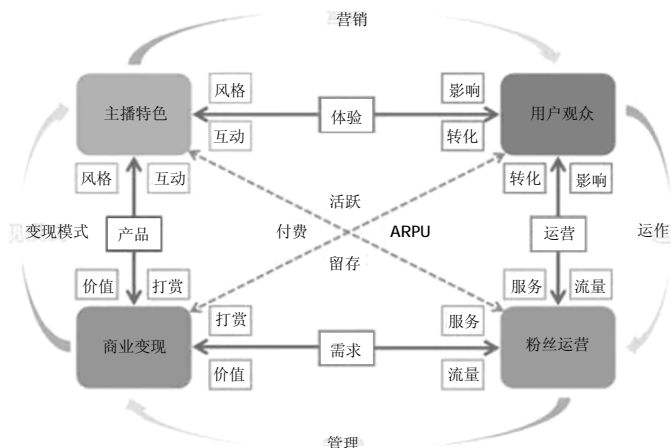 营销
风格
影响
主播特色
体验
用户观众
互动
转化
风格
互动
转化
影响
活跃
变现模式
产品
付费
ARPU
运营
运作
留存
价值
打赏
服务
流量
打赏
服务
商业变现
需求
粉丝运营
价值
流量
管理